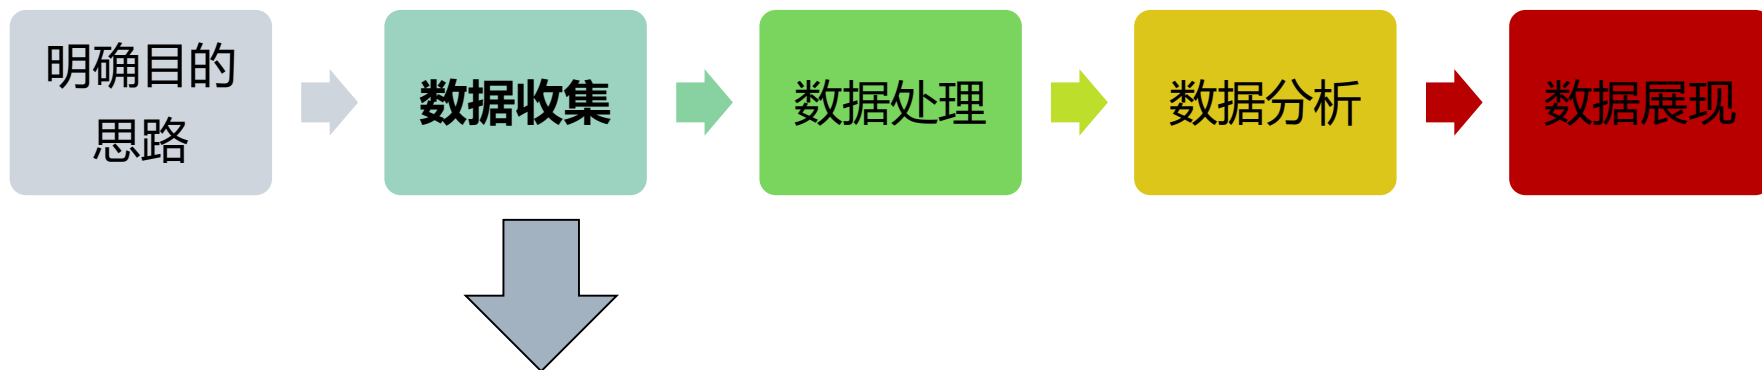 明确目的
思路
数据收集
数据处理
数据分析
数据展现